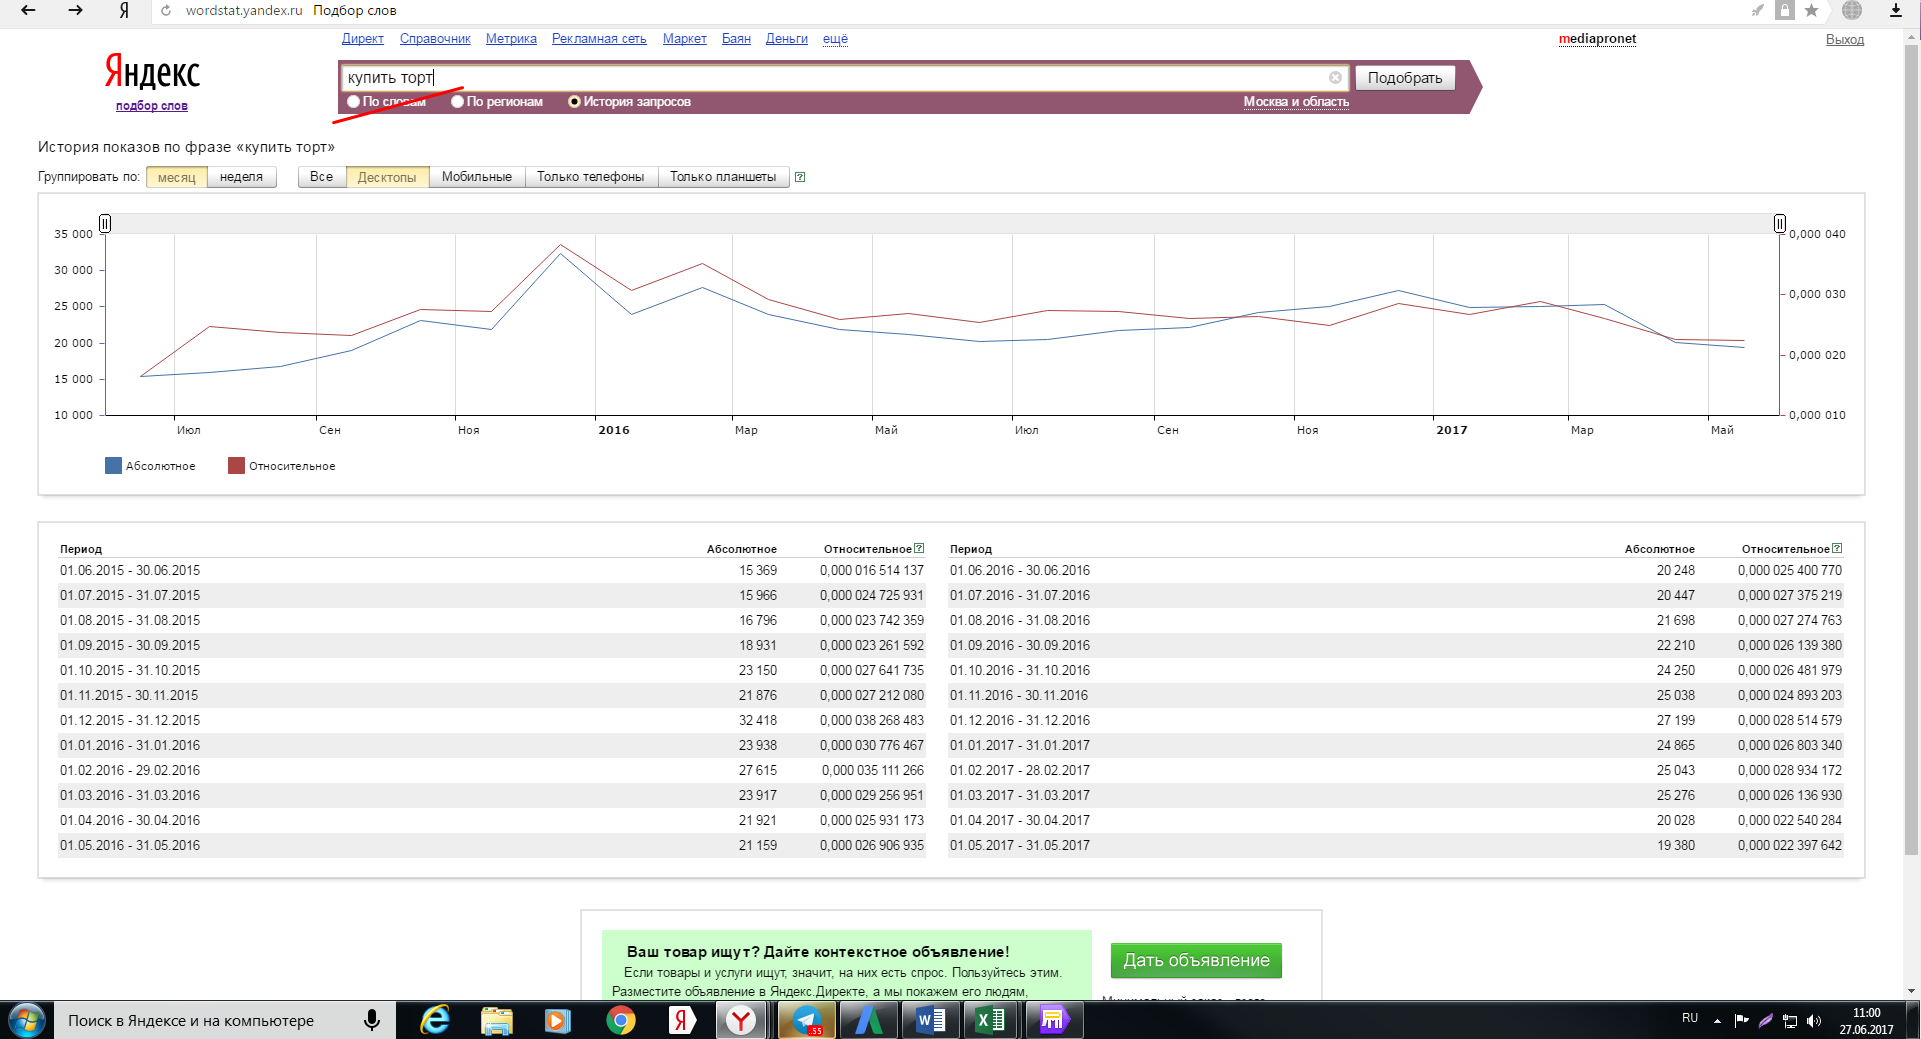 wordstat.yandex.ru Подбор слов
Директ Справочник Метрика Рекламная сеть Маркет Баян Деньги ещё
mediapronet
Выход
Яндекс
подбор слов
купить торт
Подобрать
По словам По регионам История запросов
Москва и область
История показов по фразе «купить торт»
Группировать по: месяц неделя Все Десктопы Мобильные Только телефоны Только планшеты ?
35 000
30 000
25 000
20 000
15 000
10 000
0,000 040
0,000 030
0,000 020
0,000 010
Июл Сен Ноя 2016 Мар Май Июл Сен Ноя 2017 Мар Май
Абсолютное Относительное
Период Абсолютное Относительное ? Период Абсолютное Относительное ?
01.06.2015 - 30.06.2015 15 369 0,000 016 514 137 01.06.2016 - 30.06.2016 20 248 0,000 025 400 770
01.07.2015 - 31.07.2015 15 966 0,000 024 725 931 01.07.2016 - 31.07.2016 20 447 0,000 027 375 219
01.08.2015 - 31.08.2015 16 796 0,000 023 742 359 01.08.2016 - 31.08.2016 21 698 0,000 027 274 763
01.09.2015 - 30.09.2015 18 931 0,000 023 261 592 01.09.2016 - 30.09.2016 22 210 0,000 026 139 380
01.10.2015 - 31.10.2015 23 150 0,000 027 641 735 01.10.2016 - 31.10.2016 24 250 0,000 026 481 979
01.11.2015 - 30.11.2015 21 876 0,000 027 212 080 01.11.2016 - 30.11.2016 25 038 0,000 024 893 203
01.12.2015 - 31.12.2015 32 418 0,000 038 268 483 01.12.2016 - 31.12.2016 27 199 0,000 028 514 579
01.01.2016 - 31.01.2016 23 938 0,000 030 776 467 01.01.2017 - 31.01.2017 24 865 0,000 026 803 340
01.02.2016 - 29.02.2016 27 615 0,000 035 111 266 01.02.2017 - 28.02.2017 25 043 0,000 028 934 172
01.03.2016 - 31.03.2016 23 917 0,000 029 256 951 01.03.2017 - 31.03.2017 25 276 0,000 026 136 930
01.04.2016 - 30.04.2016 21 921 0,000 025 931 173 01.04.2017 - 30.04.2017 20 028 0,000 022 540 284
01.05.2016 - 31.05.2016 21 159 0,000 026 906 935 01.05.2017 - 31.05.2017 19 380 0,000 022 397 642
Ваш товар ищут? Дайте контекстное объявление!
Если товары и услуги ищут, значит, на них есть спрос. Пользуйтесь этим.
Разместите объявление в Яндекс.Директе, а мы покажем его людям,
Дать объявление
Поиск в Яндексе и на компьютере
55
RU
11:00
27.06.2017